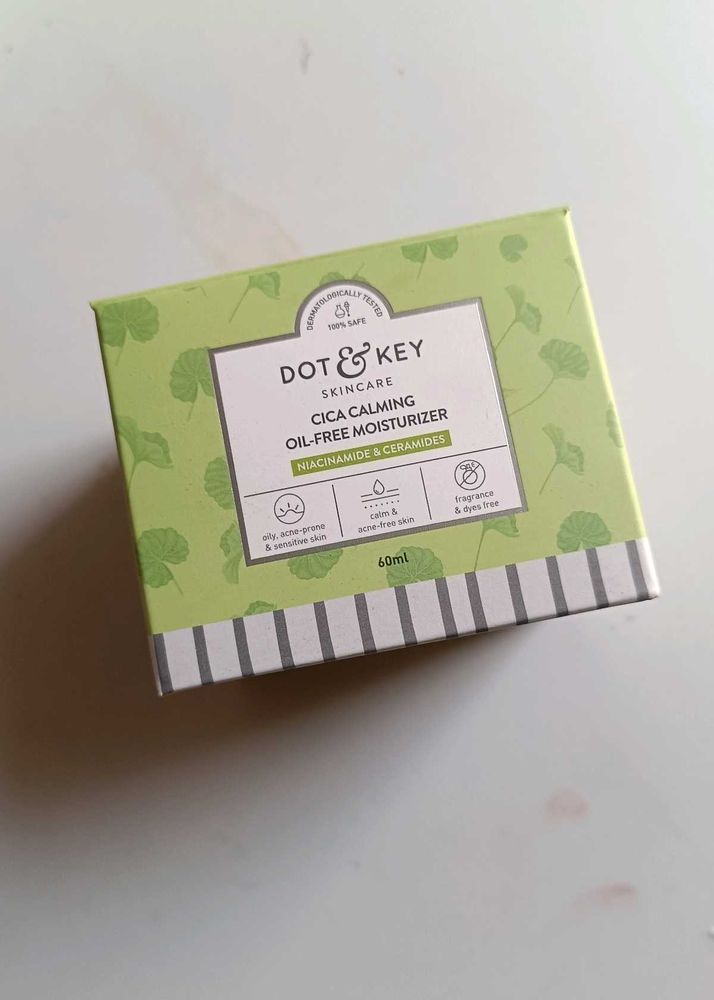 DERMATOLOGICALLY TESTED
100% SAFE
DOT & KEY
SKINCARE
CICA CALMING
OIL-FREE MOISTURIZER
NIACINAMIDE & CERAMIDES
oily, acne-prone
& sensitive skin
calm &
acne-free skin
fragrance
& dyes free
60ml